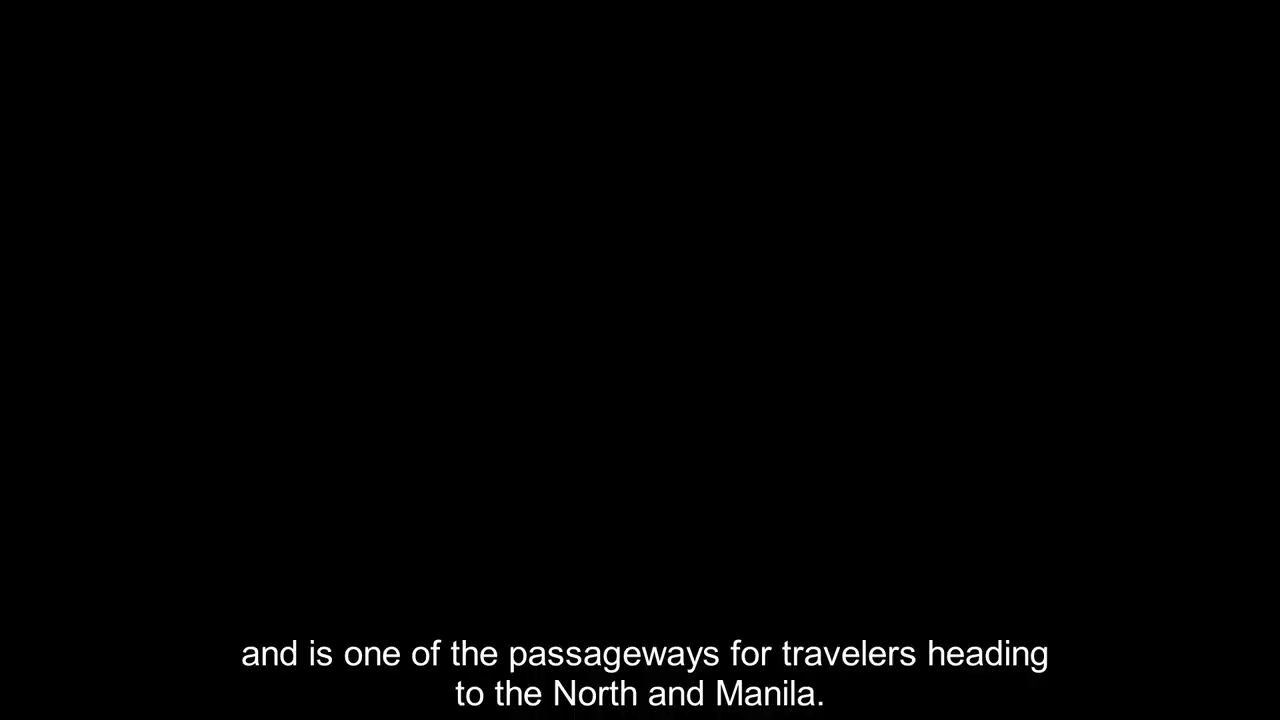 and is one of the passageways for travelers heading
to the North and Manila.